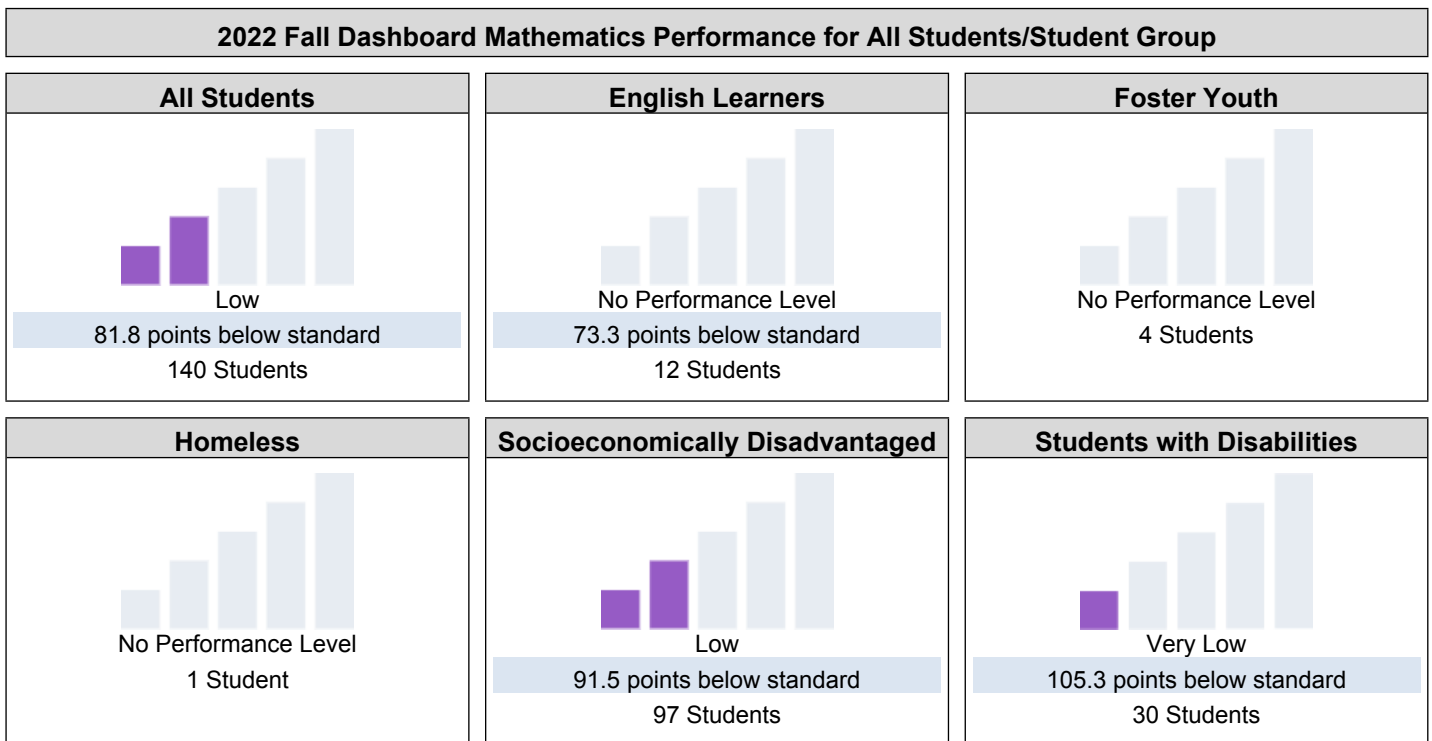 2022 Fall Dashboard Mathematics Performance for All Students/Student Group
All Students
Low
81.8 points below standard
140 Students
English Learners
No Performance Level
73.3 points below standard
12 Students
Foster Youth
No Performance Level
4 Students
Homeless
No Performance Level
1 Student
Socioeconomically Disadvantaged
Low
91.5 points below standard
97 Students
Students with Disabilities
Very Low
105.3 points below standard
30 Students